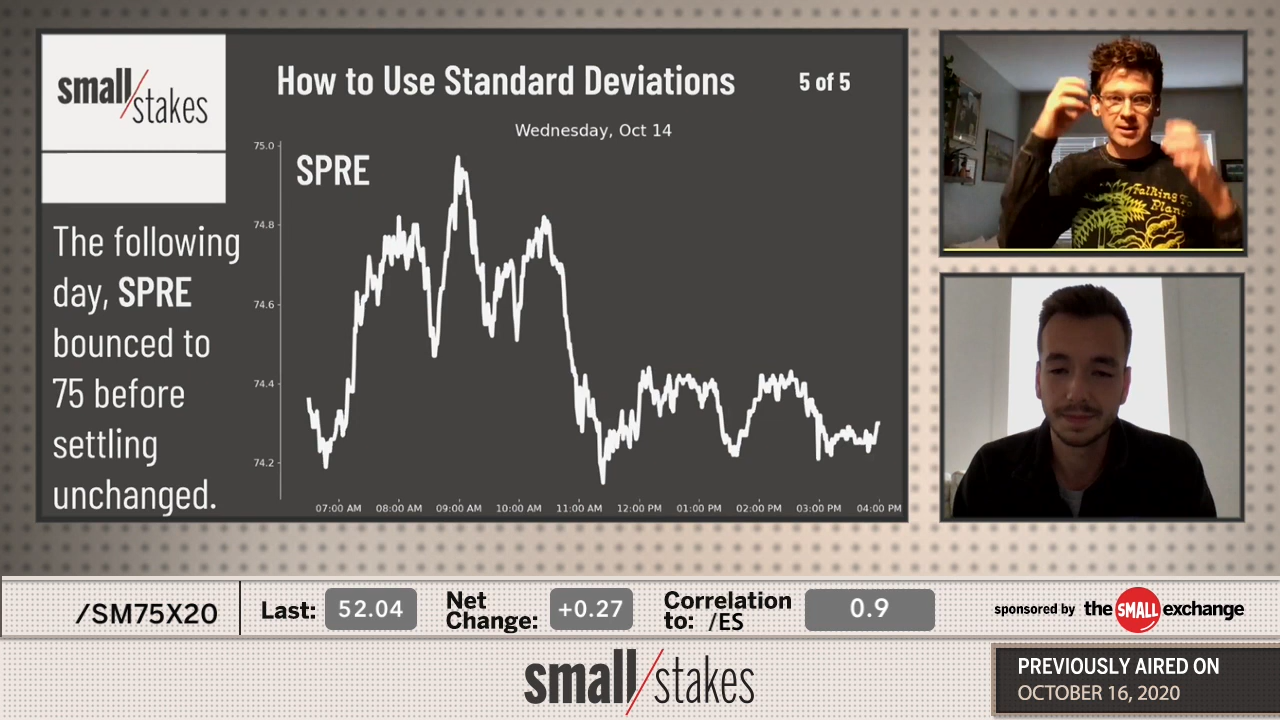 small/stakes
How to Use Standard Deviations
5 of 5
Wednesday, Oct 14
SPRE
75.0
74.8
74.6
74.4
74.2
07:00 AM 08:00 AM 09:00 AM 10:00 AM 11:00 AM 12:00 PM 01:00 PM 02:00 PM 03:00 PM 04:00 PM
The following
day, SPRE
bounced to
75 before
settling
unchanged.
Talking To
Plants
/SM75X20
Last: 52.04
Net
Change: +0.27
Correlation
to: /ES 0.9
sponsored by the SMALL exchange
small/stakes
PREVIOUSLY AIRED ON
OCTOBER 16, 2020